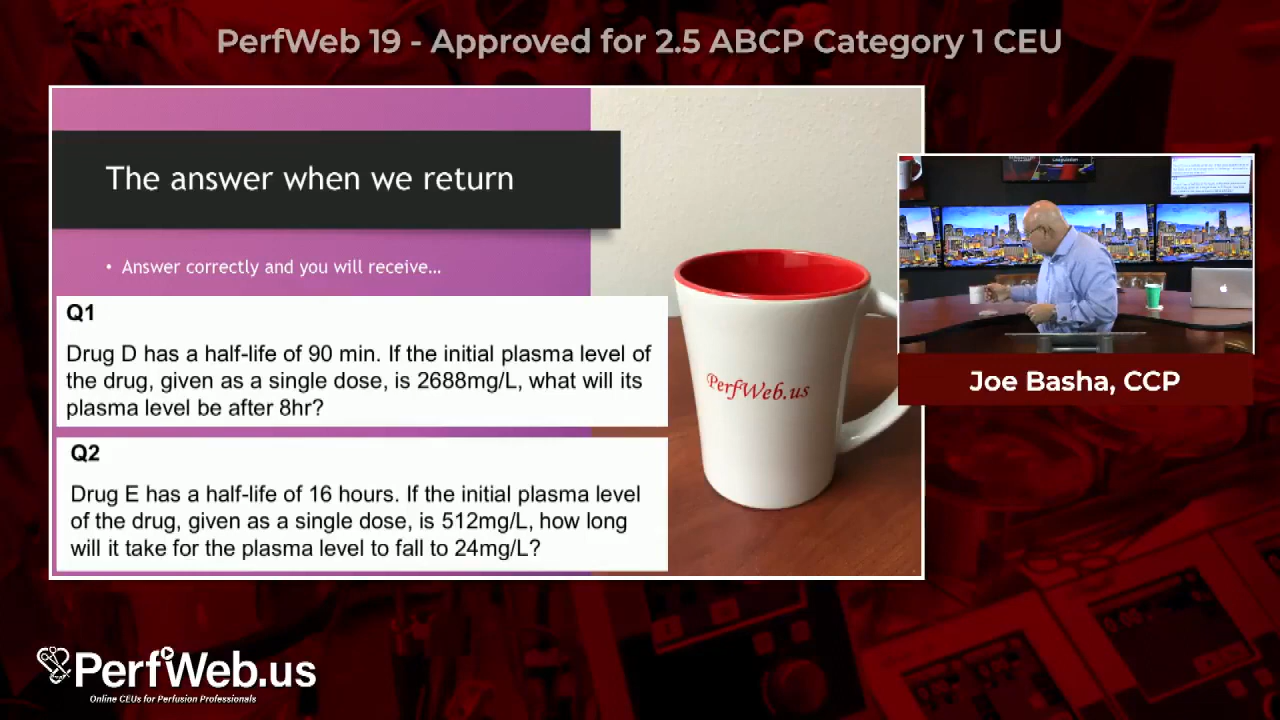 PerfWeb 19 - Approved for 2.5 ABCP Category 1 CEU
The answer when we return
• Answer correctly and you will receive…
Q1
Drug D has a half-life of 90 min. If the initial plasma level of
the drug, given as a single dose, is 2688mg/L, what will its
plasma level be after 8hr?
Q2
Drug E has a half-life of 16 hours. If the initial plasma level
of the drug, given as a single dose, is 512mg/L, how long
will it take for the plasma level to fall to 24mg/L?
PerfWeb.us
Joe Basha, CCP
PerfWeb.us
Online CEUs for Perfusion Professionals